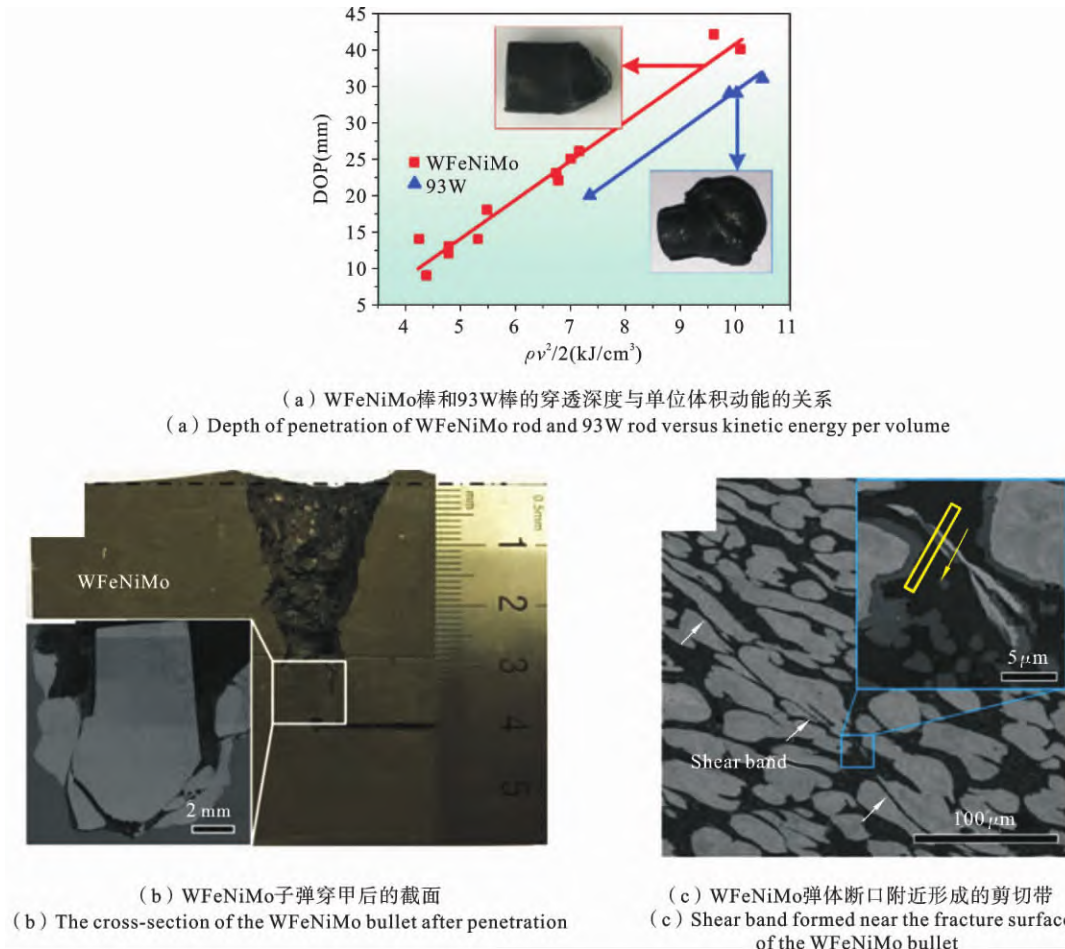 45
40
35
30
25
20
15
10
5
DOP(mm)
WFeNiMo
93W
4 5 6 7 8 9 10 11
ρv²/2(kJ/cm³)
（a）WFeNiMo棒和93W棒的穿透深度与单位体积动能的关系
（a）Depth of penetration of WFeNiMo rod and 93W rod versus kinetic energy per volume
WFeNiMo
2 mm
mm
0.5mm
1
2
3
4
5
（b）WFeNiMo子弹穿甲后的截面
（b）The cross-section of the WFeNiMo bullet after penetration
5 μm
Shear band
100 μm
（c）WFeNiMo弹体断口附近形成的剪切带
（c）Shear band formed near the fracture surface
of the WFeNiMo bullet